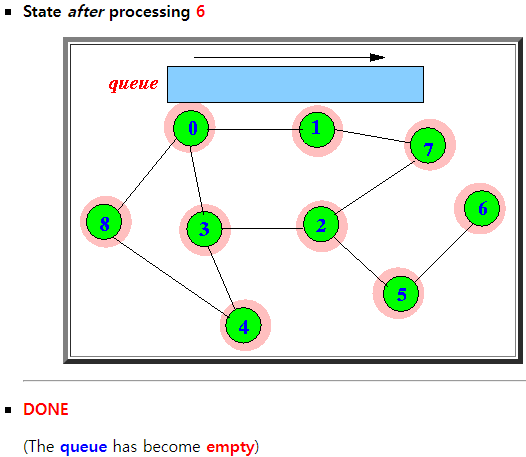 State after processing 6
queue
0
1
7
6
8
3
2
5
4
DONE
(The queue has become empty)